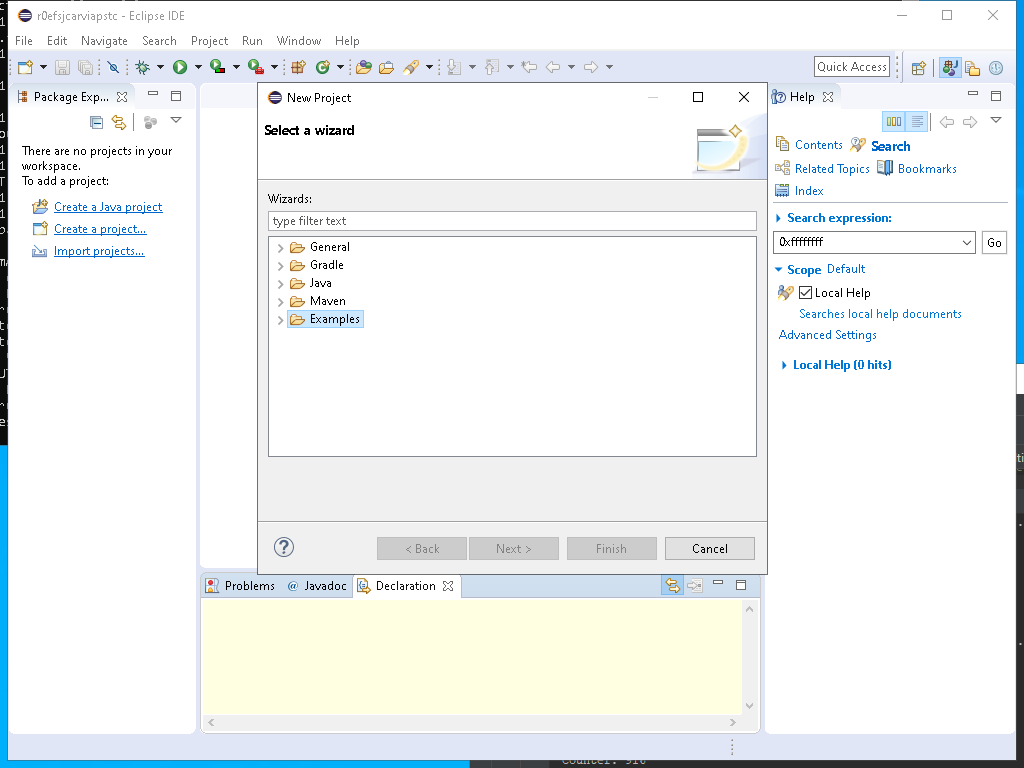 r0efsjcarviapstc - Eclipse IDE
File Edit Navigate Search Project Run Window Help
Quick Access
Package Exp...
There are no projects in your
workspace.
To add a project:
Create a Java project
Create a project...
Import projects...
New Project
Select a wizard
Wizards:
type filter text
General
Gradle
Java
Maven
Examples
?
< Back Next > Finish Cancel
Help
Contents Search
Related Topics Bookmarks
Index
Search expression:
0xffffffff Go
Scope Default
Local Help
Searches local help documents
Advanced Settings
Local Help (0 hits)
Problems @ Javadoc Declaration